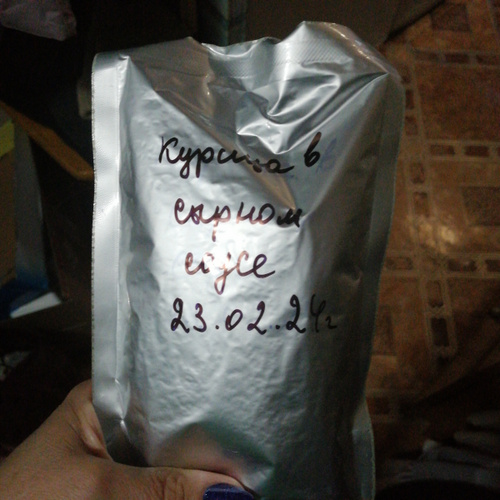 Курица в
сырном
соусе
23.02.24г